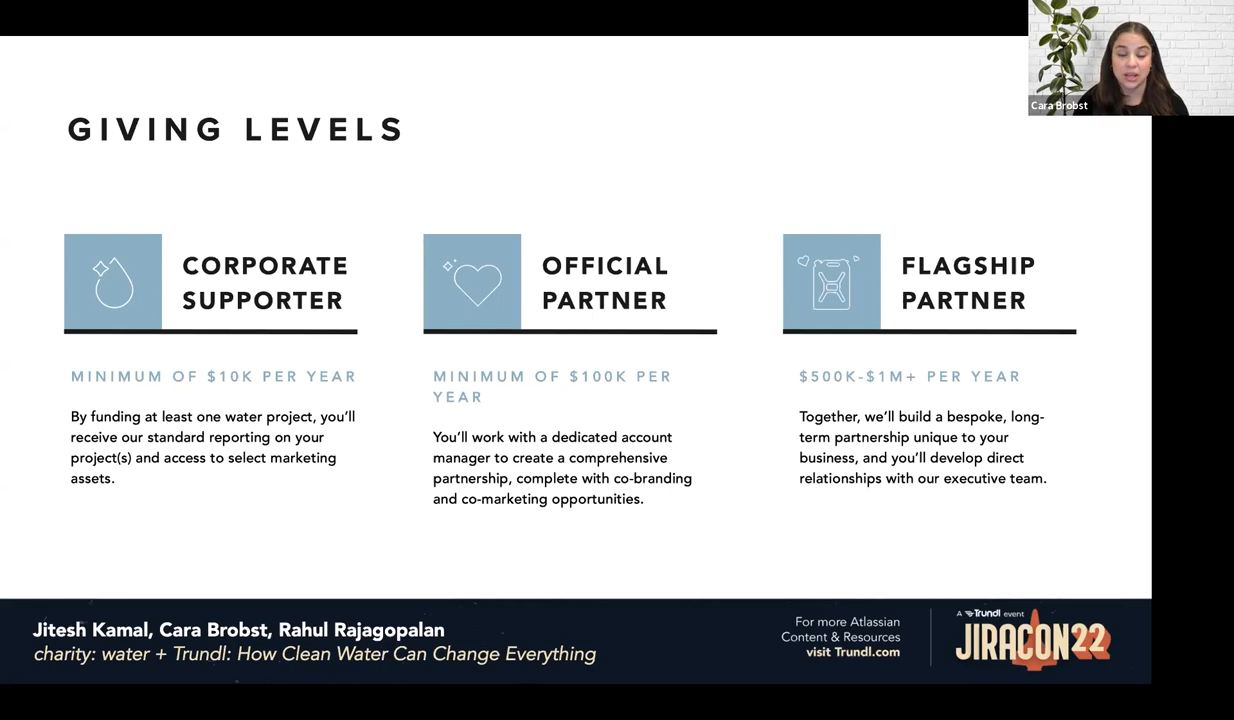 Cara Brobst
GIVING LEVELS
CORPORATE
SUPPORTER
MINIMUM OF $10K PER YEAR
By funding at least one water project, you'll
receive our standard reporting on your
project(s) and access to select marketing
assets.
OFFICIAL
PARTNER
MINIMUM OF $100K PER
YEAR
You'll work with a dedicated account
manager to create a comprehensive
partnership, complete with co-branding
and co-marketing opportunities.
FLAGSHIP
PARTNER
$500K-$1M+ PER YEAR
Together, we'll build a bespoke, long-
term partnership unique to your
business, and you'll develop direct
relationships with our executive team.
Jitesh Kamal, Cara Brobst, Rahul Rajagopalan
charity: water + Trundl: How Clean Water Can Change Everything
For more Atlassian
Content & Resources
visit Trundl.com
A Trundl event
JIRACON22